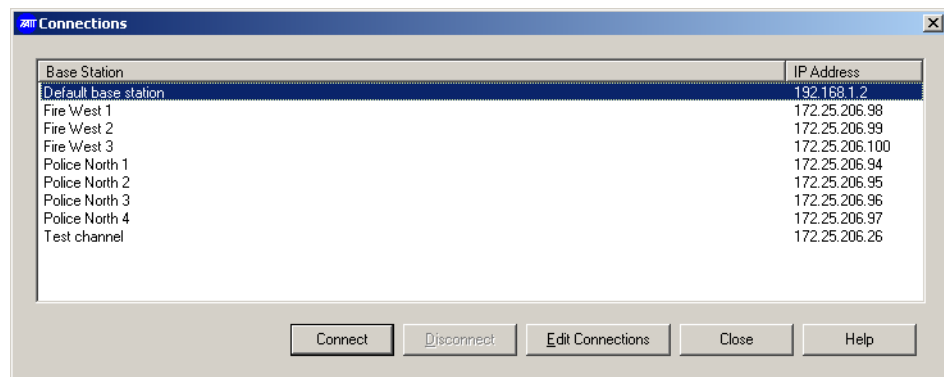 TAIT Connections
Base Station IP Address
Default base station 192.168.1.2
Fire West 1 172.25.206.98
Fire West 2 172.25.206.99
Fire West 3 172.25.206.100
Police North 1 172.25.206.94
Police North 2 172.25.206.95
Police North 3 172.25.206.96
Police North 4 172.25.206.97
Test channel 172.25.206.26
Connect Disconnect Edit Connections Close Help